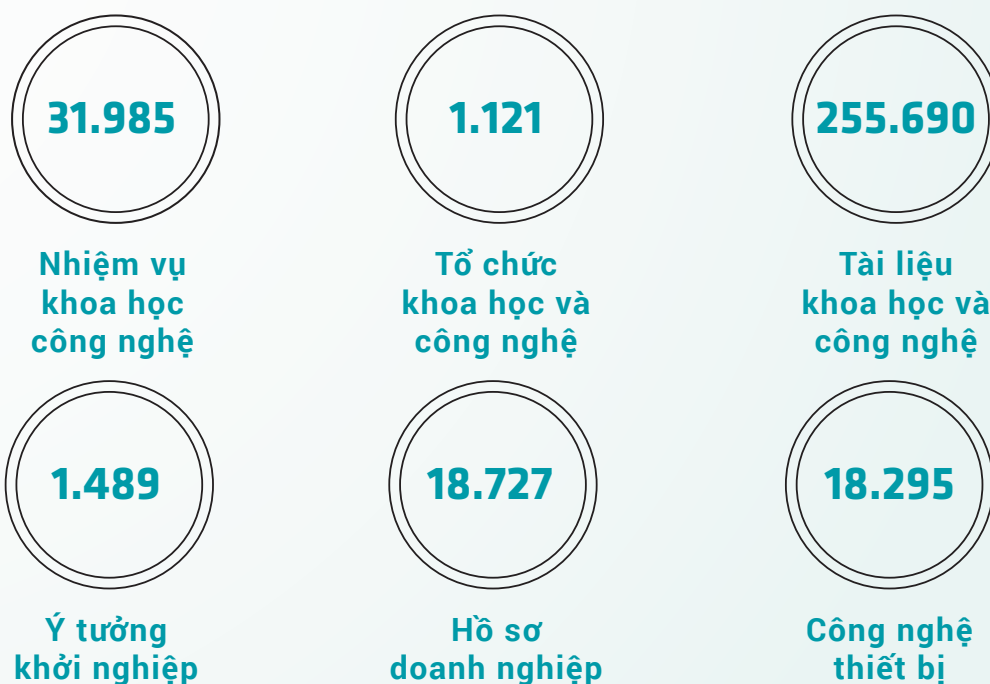 31.985
1.121
255.690
Nhiệm vụ
khoa học
công nghệ
Tổ chức
khoa học và
công nghệ
Tài liệu
khoa học và
công nghệ
1.489
18.727
18.295
Ý tưởng
khởi nghiệp
Hồ sơ
doanh nghiệp
Công nghệ
thiết bị